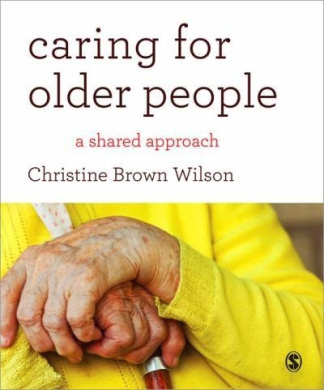 caring for
older people
a shared approach
Christine Brown Wilson
S